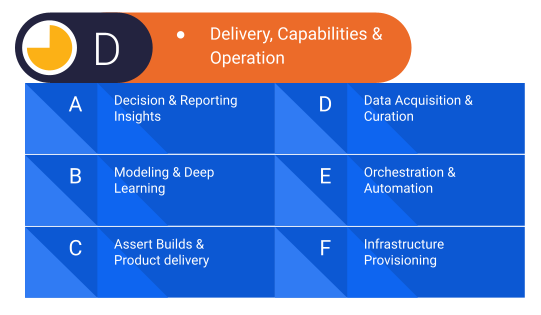 D
• Delivery, Capabilities &
Operation
A
Decision & Reporting
Insights
D
Data Acquisition &
Curation
B
Modeling & Deep
Learning
E
Orchestration &
Automation
C
Assert Builds &
Product delivery
F
Infrastructure
Provisioning